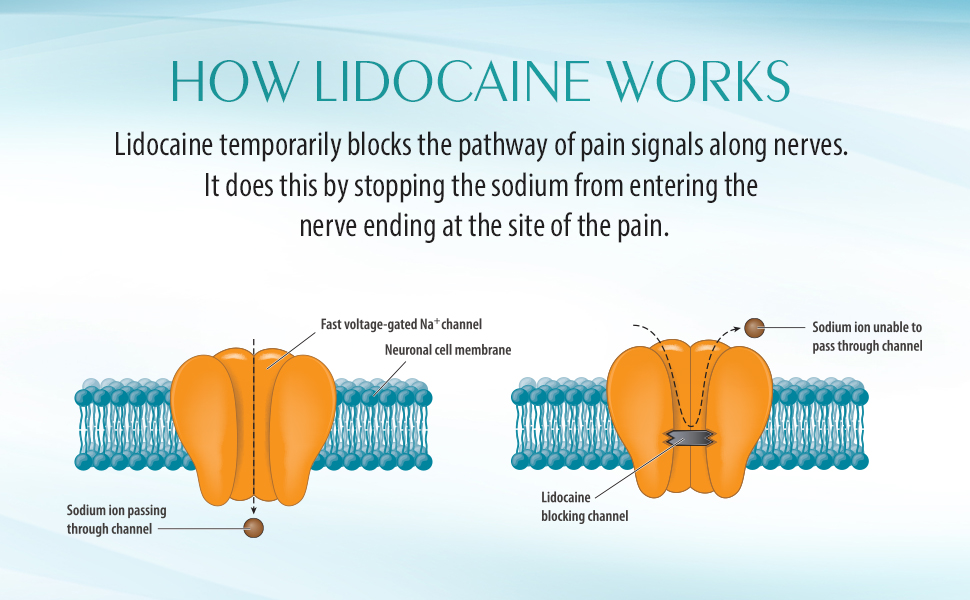 HOW LIDOCAINE WORKS
Lidocaine temporarily blocks the pathway of pain signals along nerves.
It does this by stopping the sodium from entering the
nerve ending at the site of the pain.
Fast voltage-gated Na⁺ channel
Neuronal cell membrane
Sodium ion passing
through channel
Sodium ion unable to
pass through channel
Lidocaine
blocking channel